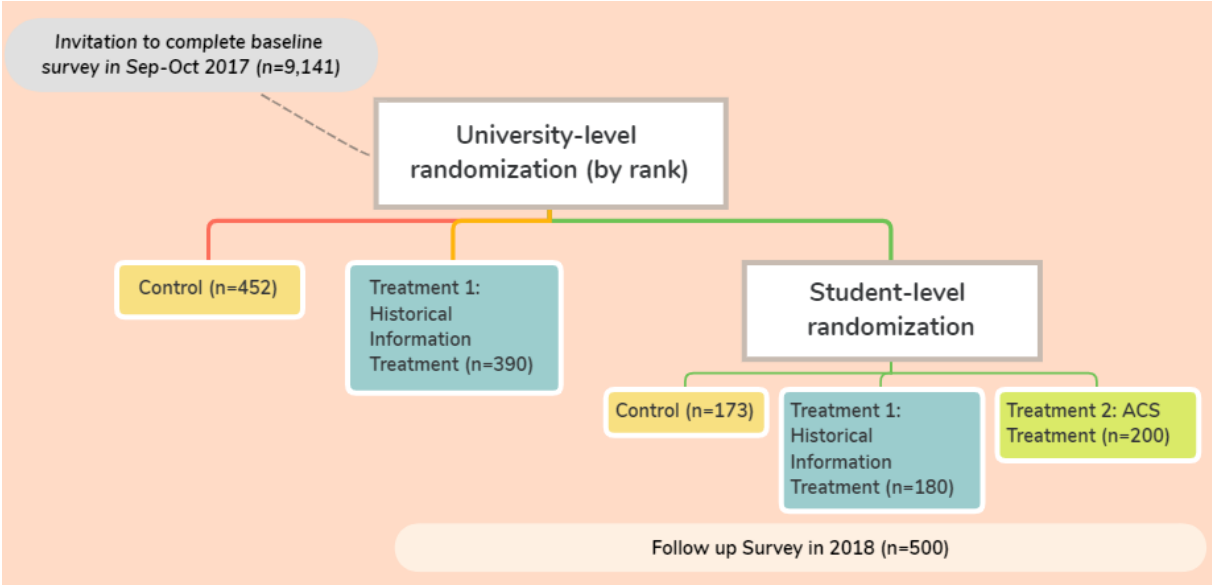 Invitation to complete baseline
survey in Sep-Oct 2017 (n=9,141)
University-level
randomization (by rank)
Control (n=452)
Treatment 1:
Historical
Information
Treatment (n=390)
Student-level
randomization
Control (n=173)
Treatment 1:
Historical
Information
Treatment (n=180)
Treatment 2: ACS
Treatment (n=200)
Follow up Survey in 2018 (n=500)